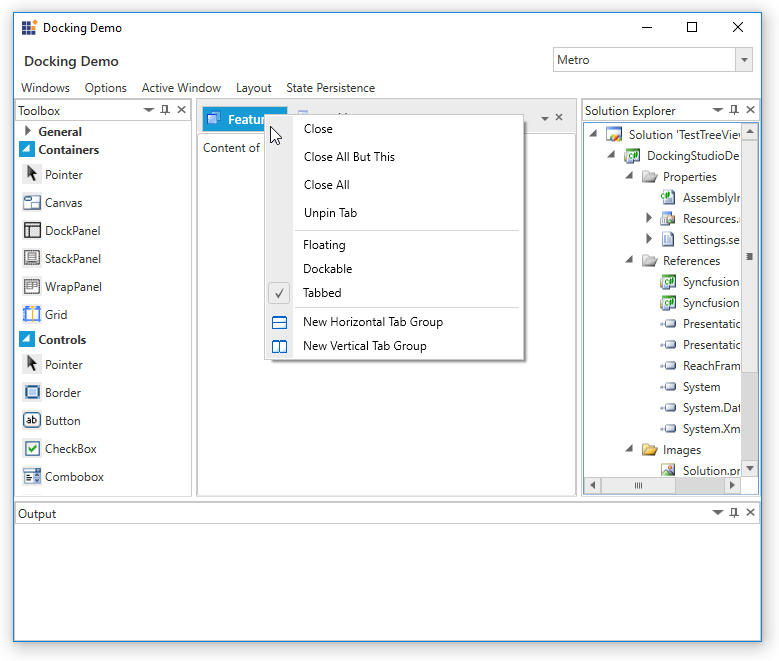 Docking Demo
Docking Demo
Metro
Windows Options Active Window Layout State Persistence
Toolbox
General
Containers
Pointer
Canvas
DockPanel
StackPanel
WrapPanel
Grid
Controls
Pointer
Border
ab Button
CheckBox
Combobox
Featur
Content of
Close
Close All But This
Close All
Unpin Tab
Floating
Dockable
Tabbed
New Horizontal Tab Group
New Vertical Tab Group
Solution Explorer
Solution 'TestTreeView
DockingStudioDe
Properties
AssemblyIn
Resources.
Settings.se
References
Syncfusion
Syncfusion
Presentatic
Presentatic
ReachFram
System
System.Dat
System.Xm
Images
Solution.pr
Output